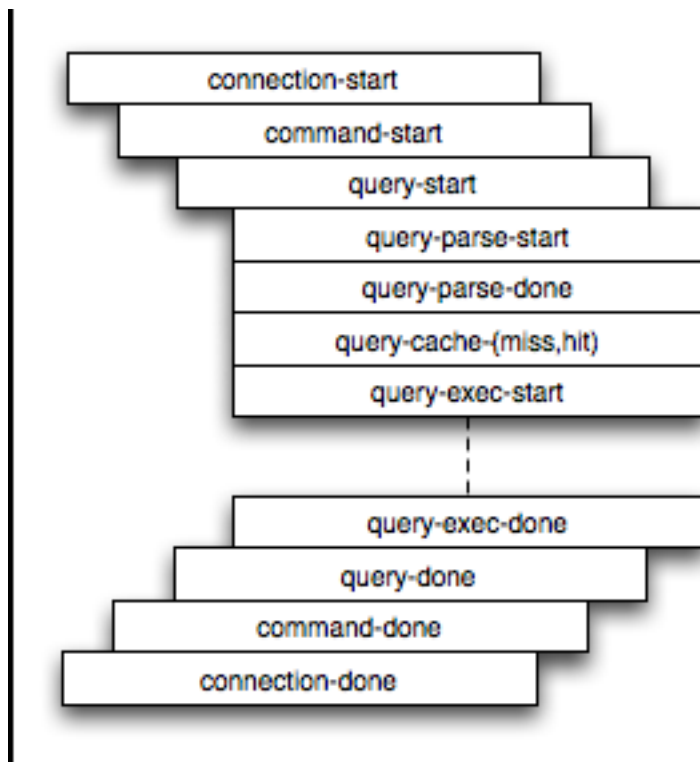 connection-start
command-start
query-start
query-parse-start
query-parse-done
query-cache-(miss,hit)
query-exec-start
query-exec-done
query-done
command-done
connection-done